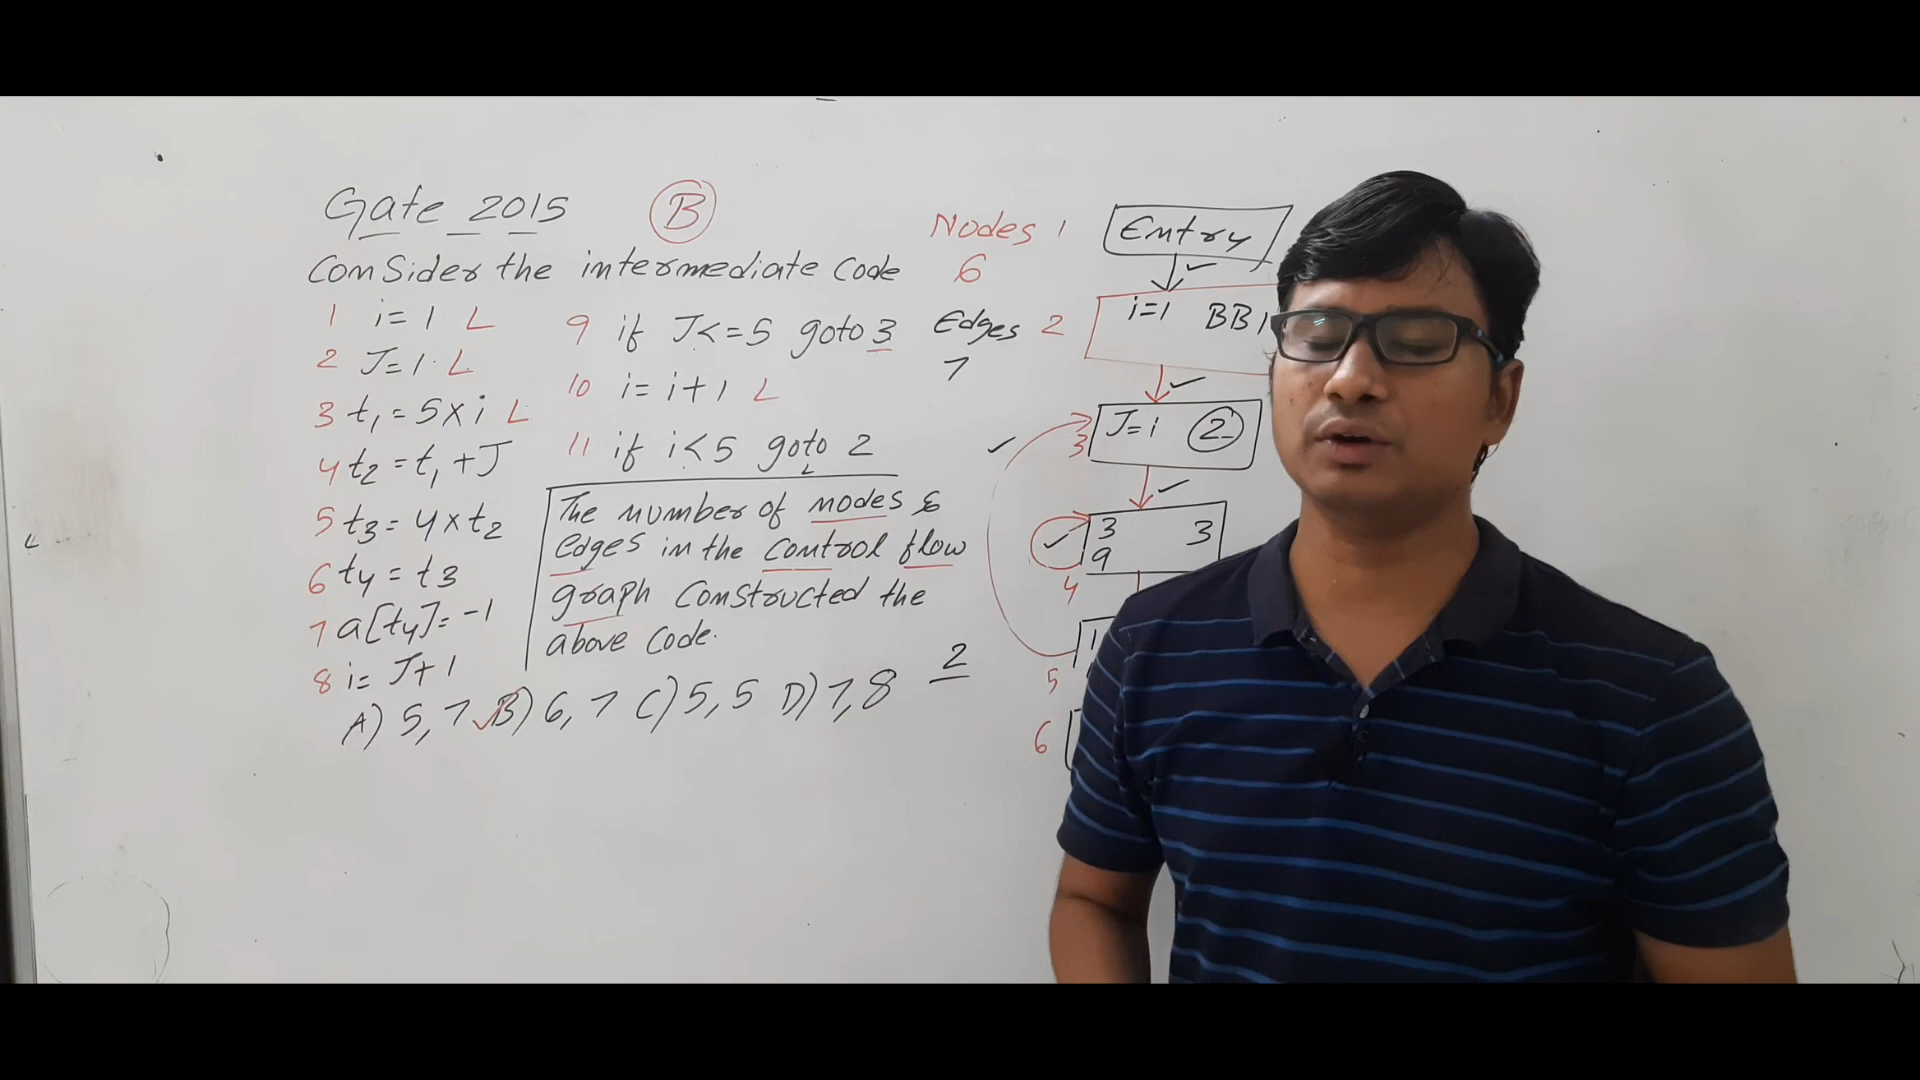 Gate 2015 B
Consider the intermediate Code
1 i= 1 L
2 J=1 L
3 t1 = 5 x i L
4 t2 = t1 + J
5 t3 = 4 x t2
6 t4 = t3
7 a[t4] = -1
8 i= J+1
9 if J<=5 goto 3
10 i= i+1 L
11 if i<5 goto 2
The number of nodes &
edges in the control flow
graph constructed the
above code.
A) 5, 7 B) 6, 7 C) 5, 5 D) 7, 8
2
Nodes
6
Edges
7
1 Entry
2 i=1 BB1
3 J=i 2
3 3
9
4
5
6